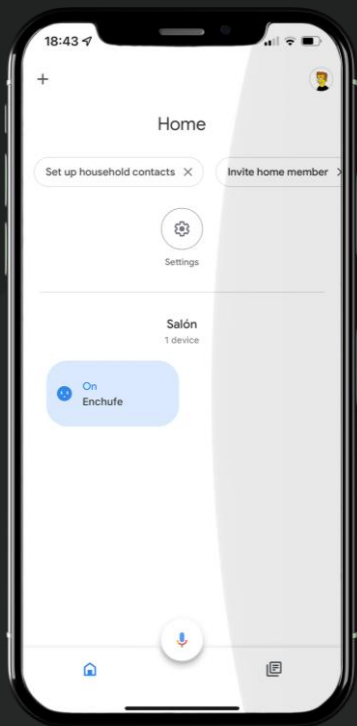 18:43
Home
Set up household contacts
Invite home member
Settings
Salón
1 device
On
Enchufe